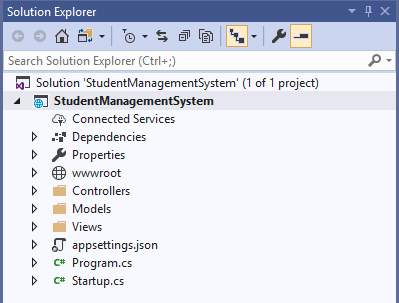 Solution Explorer
Search Solution Explorer (Ctrl+;)
Solution 'StudentManagementSystem' (1 of 1 project)
StudentManagementSystem
Connected Services
Dependencies
Properties
wwwroot
Controllers
Models
Views
appsettings.json
C# Program.cs
C# Startup.cs